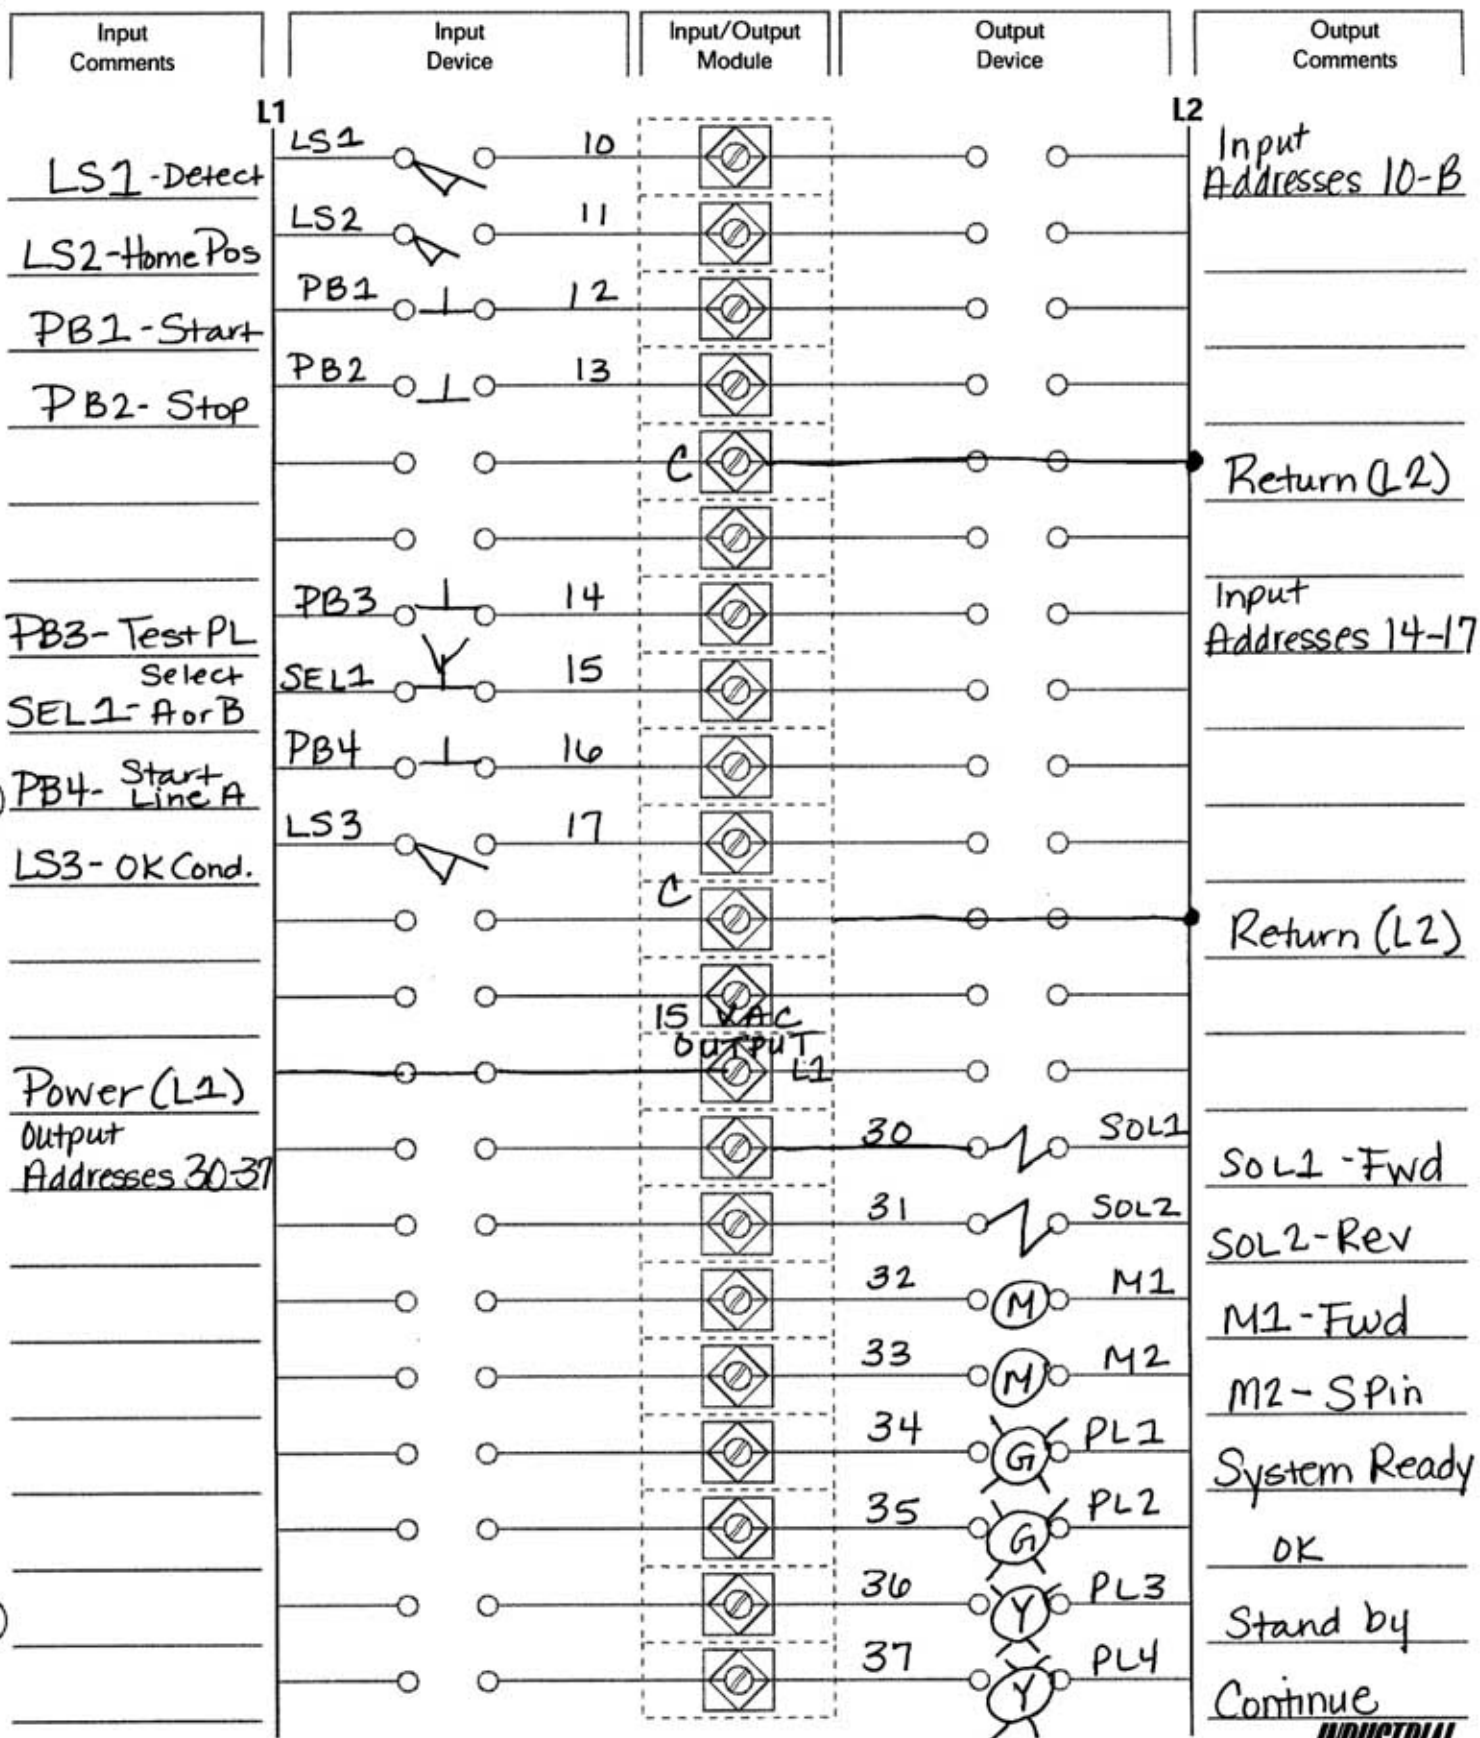 Input Comments
Input Device
Input/Output Module
Output Device
Output Comments
L1
L2
LS1-Detect
LS1
10
Input
Addresses 10-B
LS2-Home Pos
LS2
11
PB1-Start
PB1
12
PB2-Stop
PB2
13
C
Return (L2)
PB3-Test PL
PB3
14
Input
Addresses 14-17
Select
SEL1-A or B
SEL1
15
PB4- Start
Line A
PB4
16
LS3-OK Cond.
LS3
17
C
Return (L2)
15 VAC
OUTPUT
Power (L1)
L1
Output
Addresses 30-37
30
SOL1
SOL1-Fwd
31
SOL2
SOL2-Rev
32
M
M1
M1-Fwd
33
M
M2
M2-Spin
34
G
PL1
System Ready
35
G
PL2
OK
36
Y
PL3
Stand by
37
Y
PL4
Continue
INDUSTRIAL